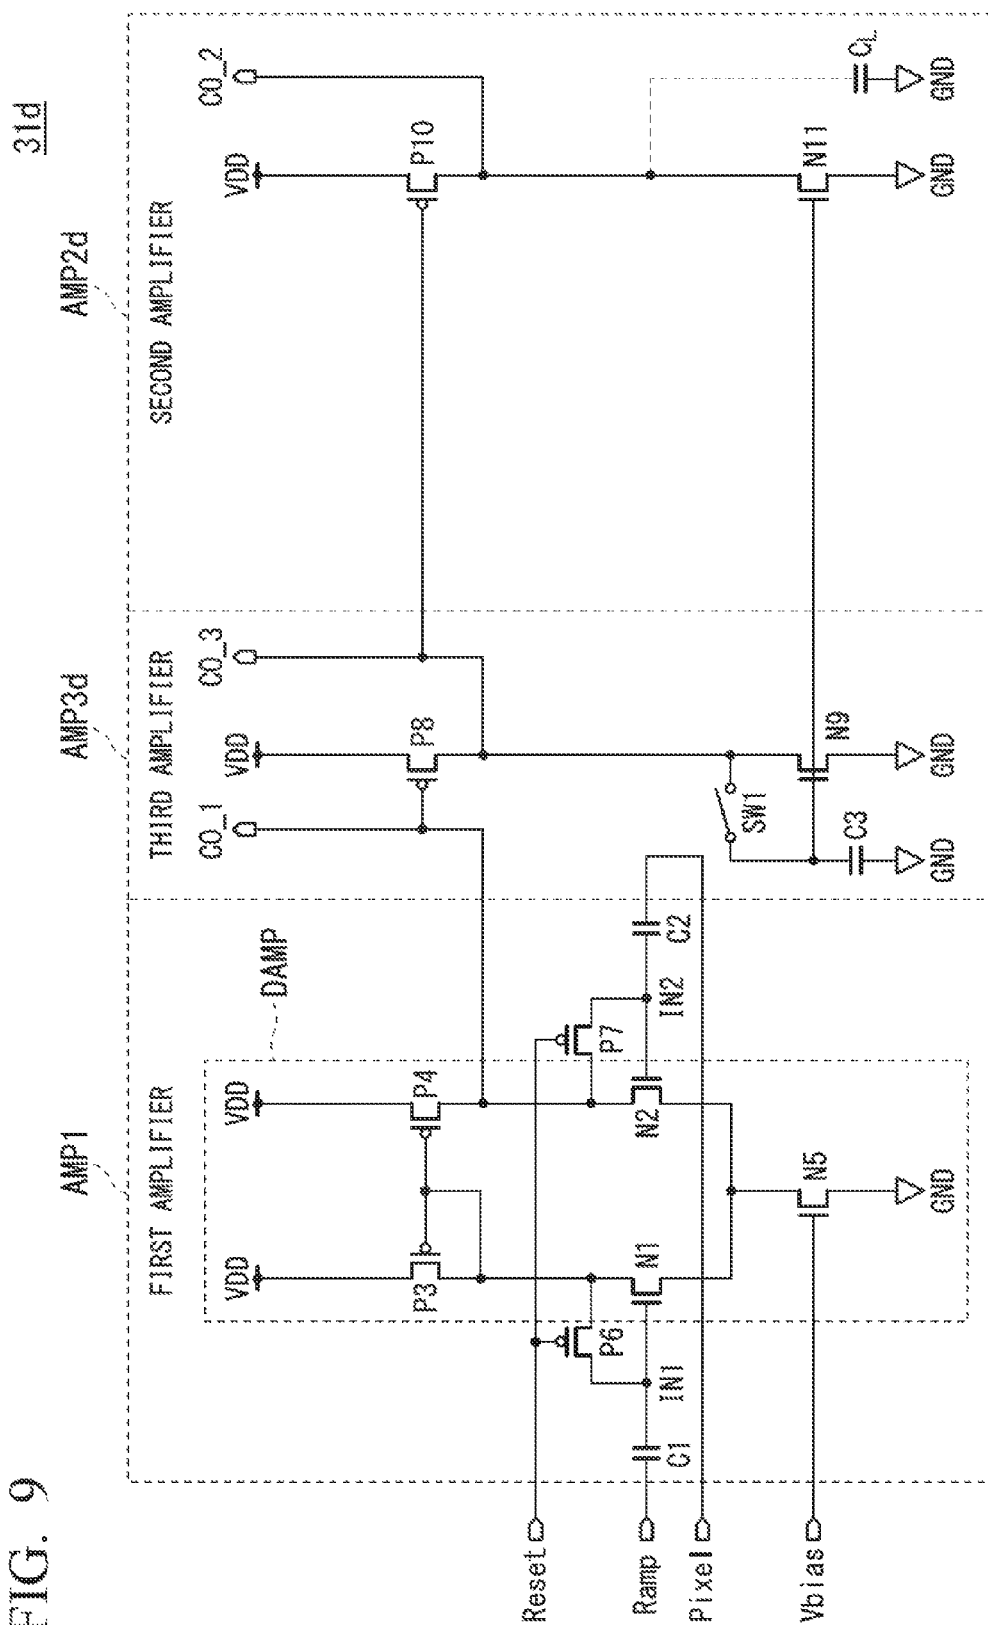 FIG. 9
31d
AMP1
AMP3d
AMP2d
FIRST AMPLIFIER
THIRD AMPLIFIER
SECOND AMPLIFIER
DAMP
VDD
VDD
VDD
VDD
CO_1
CO_3
CO_2
P3
P4
P8
P10
Reset
P6
P7
Ramp
C1
IN1
N1
N2
IN2
C2
Pixel
SW1
Vbias
N5
N9
N11
C3
CL
GND
GND
GND
GND
GND